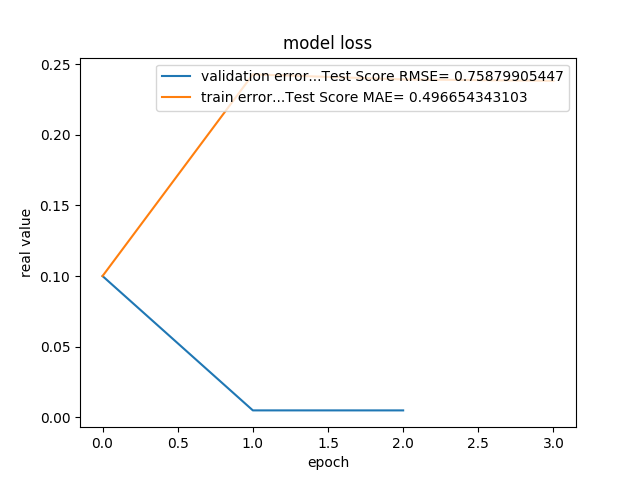 model loss
validation error...Test Score RMSE= 0.75879905447
train error...Test Score MAE= 0.496654343103
real value
0.25
0.20
0.15
0.10
0.05
0.00
0.0 0.5 1.0 1.5 2.0 2.5 3.0
epoch